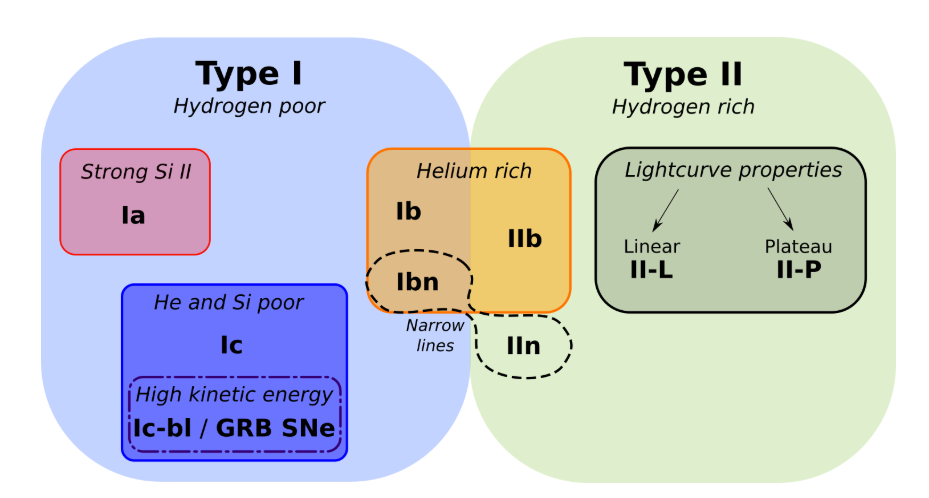 Type I
Hydrogen poor
Type II
Hydrogen rich
Strong Si II
Ia
Helium rich
Ib
IIb
Ibn
Narrow
lines
IIn
Lightcurve properties
Linear
II-L
Plateau
II-P
He and Si poor
Ic
High kinetic energy
Ic-bl / GRB SNe